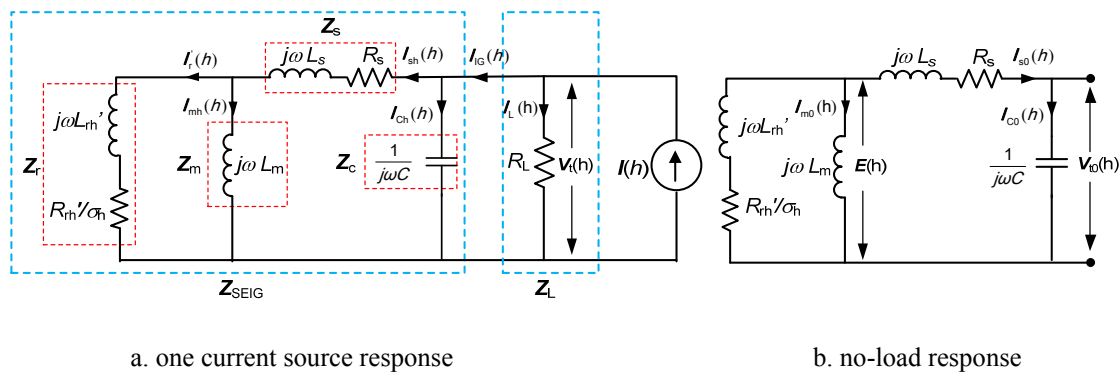 Z_s
jωL_s R_s I_sh(h) I_IG(h)
I_r'(h)
I_mh(h) I_Ch(h) I_L(h)
jωL_rh'
Z_r Z_m jωL_m Z_c 1/jωC R_L V_t(h) I(h)
R_rh'/σ_h
Z_SEIG Z_L
a. one current source response
jωL_s R_s I_s0(h)
I_m0(h) I_C0(h)
jωL_rh'
jωL_m E(h) 1/jωC V_t0(h)
R_rh'/σ_h
b. no-load response